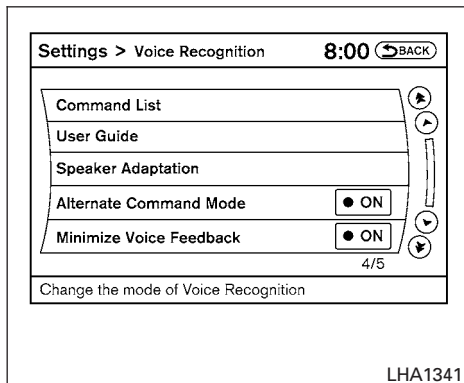 Settings > Voice Recognition 8:00 BACK
Command List
User Guide
Speaker Adaptation
Alternate Command Mode ON
Minimize Voice Feedback ON
4/5
Change the mode of Voice Recognition
LHA1341